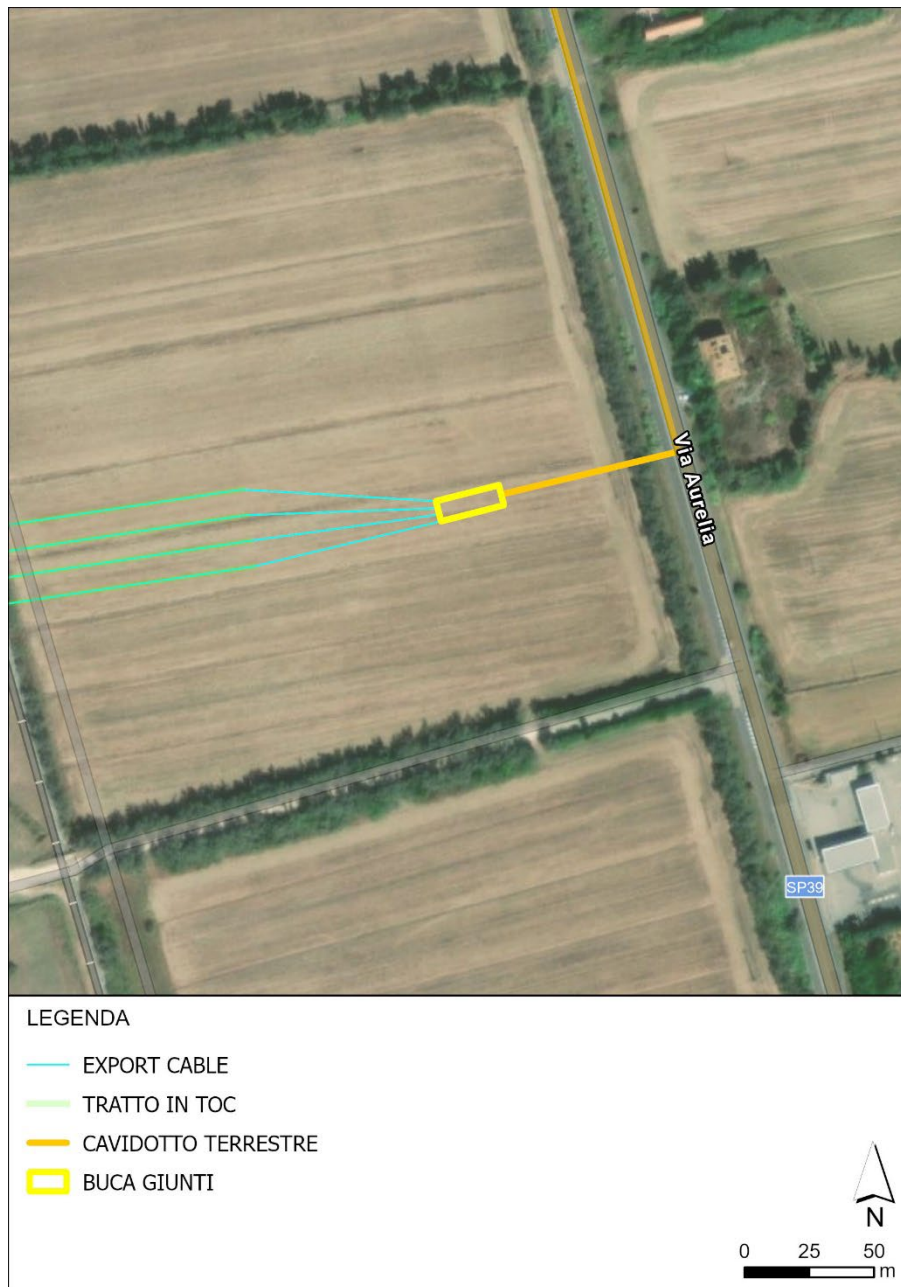 Via Aurelia
SP39
LEGENDA
EXPORT CABLE
TRATTO IN TOC
CAVIDOTTO TERRESTRE
BUCA GIUNTI
N
0 25 50
m